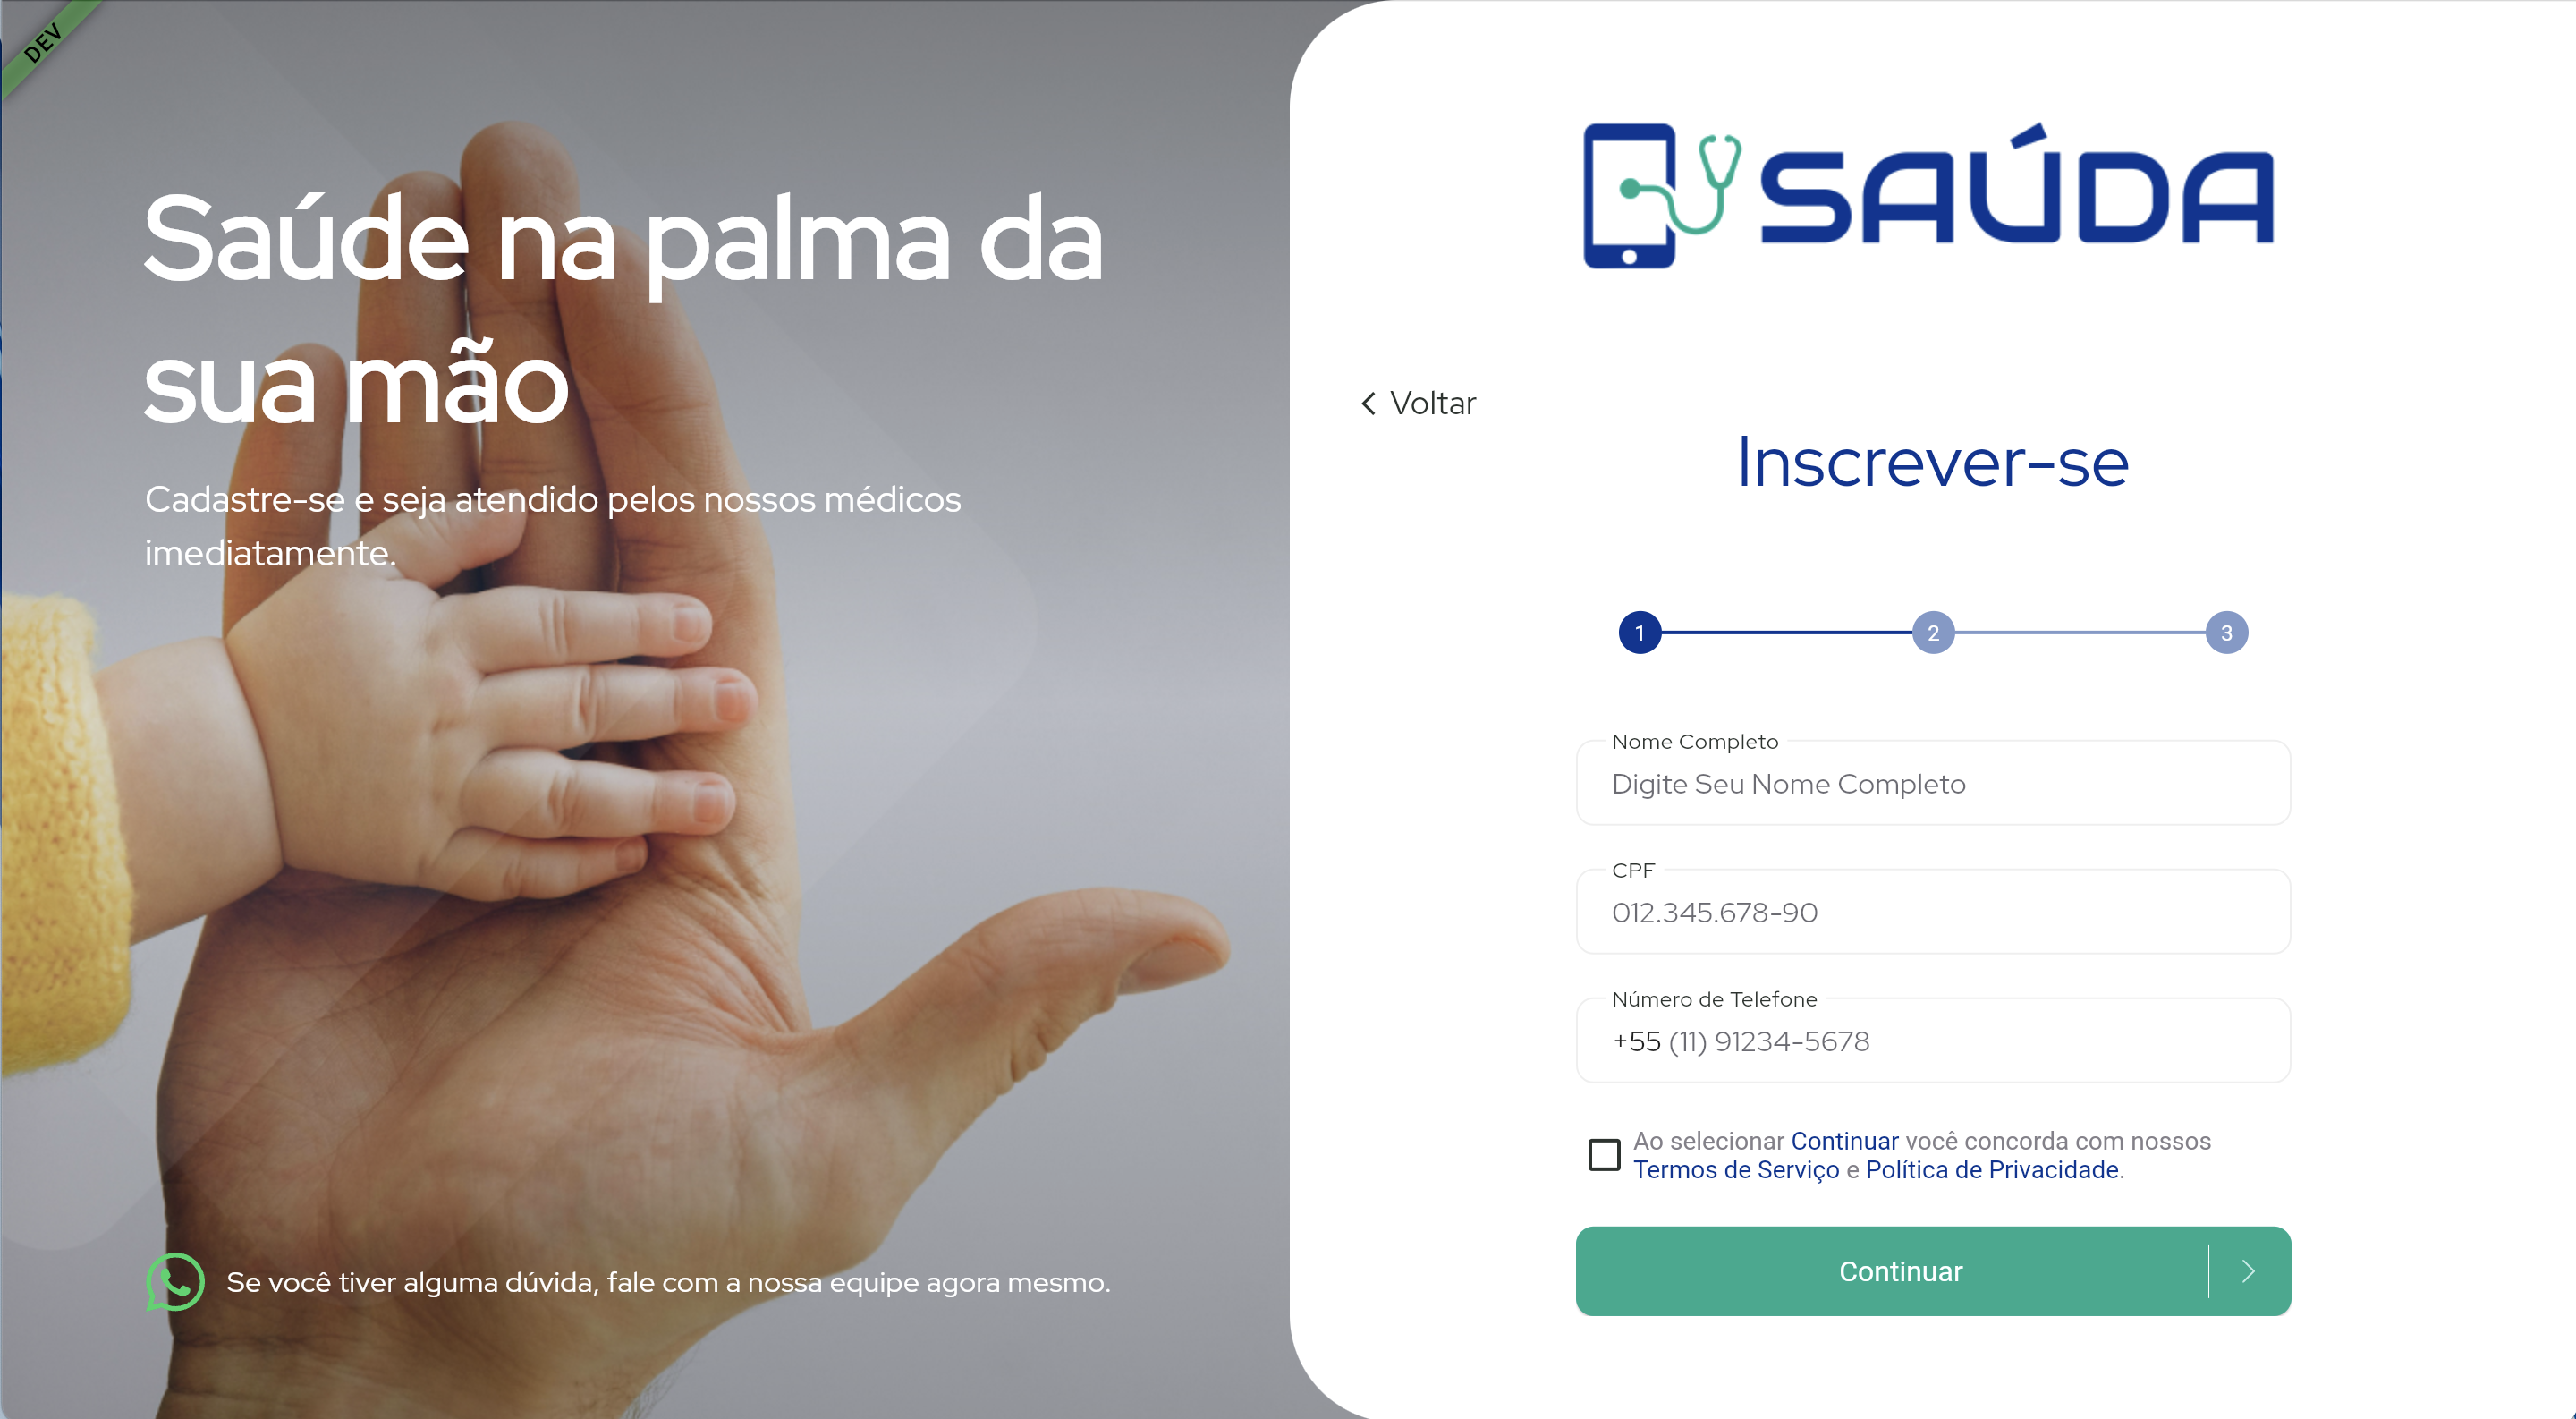 DEV
Saúde na palma da
sua mão
Cadastre-se e seja atendido pelos nossos médicos
imediatamente.
Se você tiver alguma dúvida, fale com a nossa equipe agora mesmo.
SAÚDA
Voltar
Inscrever-se
1 2 3
Nome Completo
Digite Seu Nome Completo
CPF
012.345.678-90
Número de Telefone
+55 (11) 91234-5678
Ao selecionar Continuar você concorda com nossos
Termos de Serviço e Política de Privacidade.
Continuar